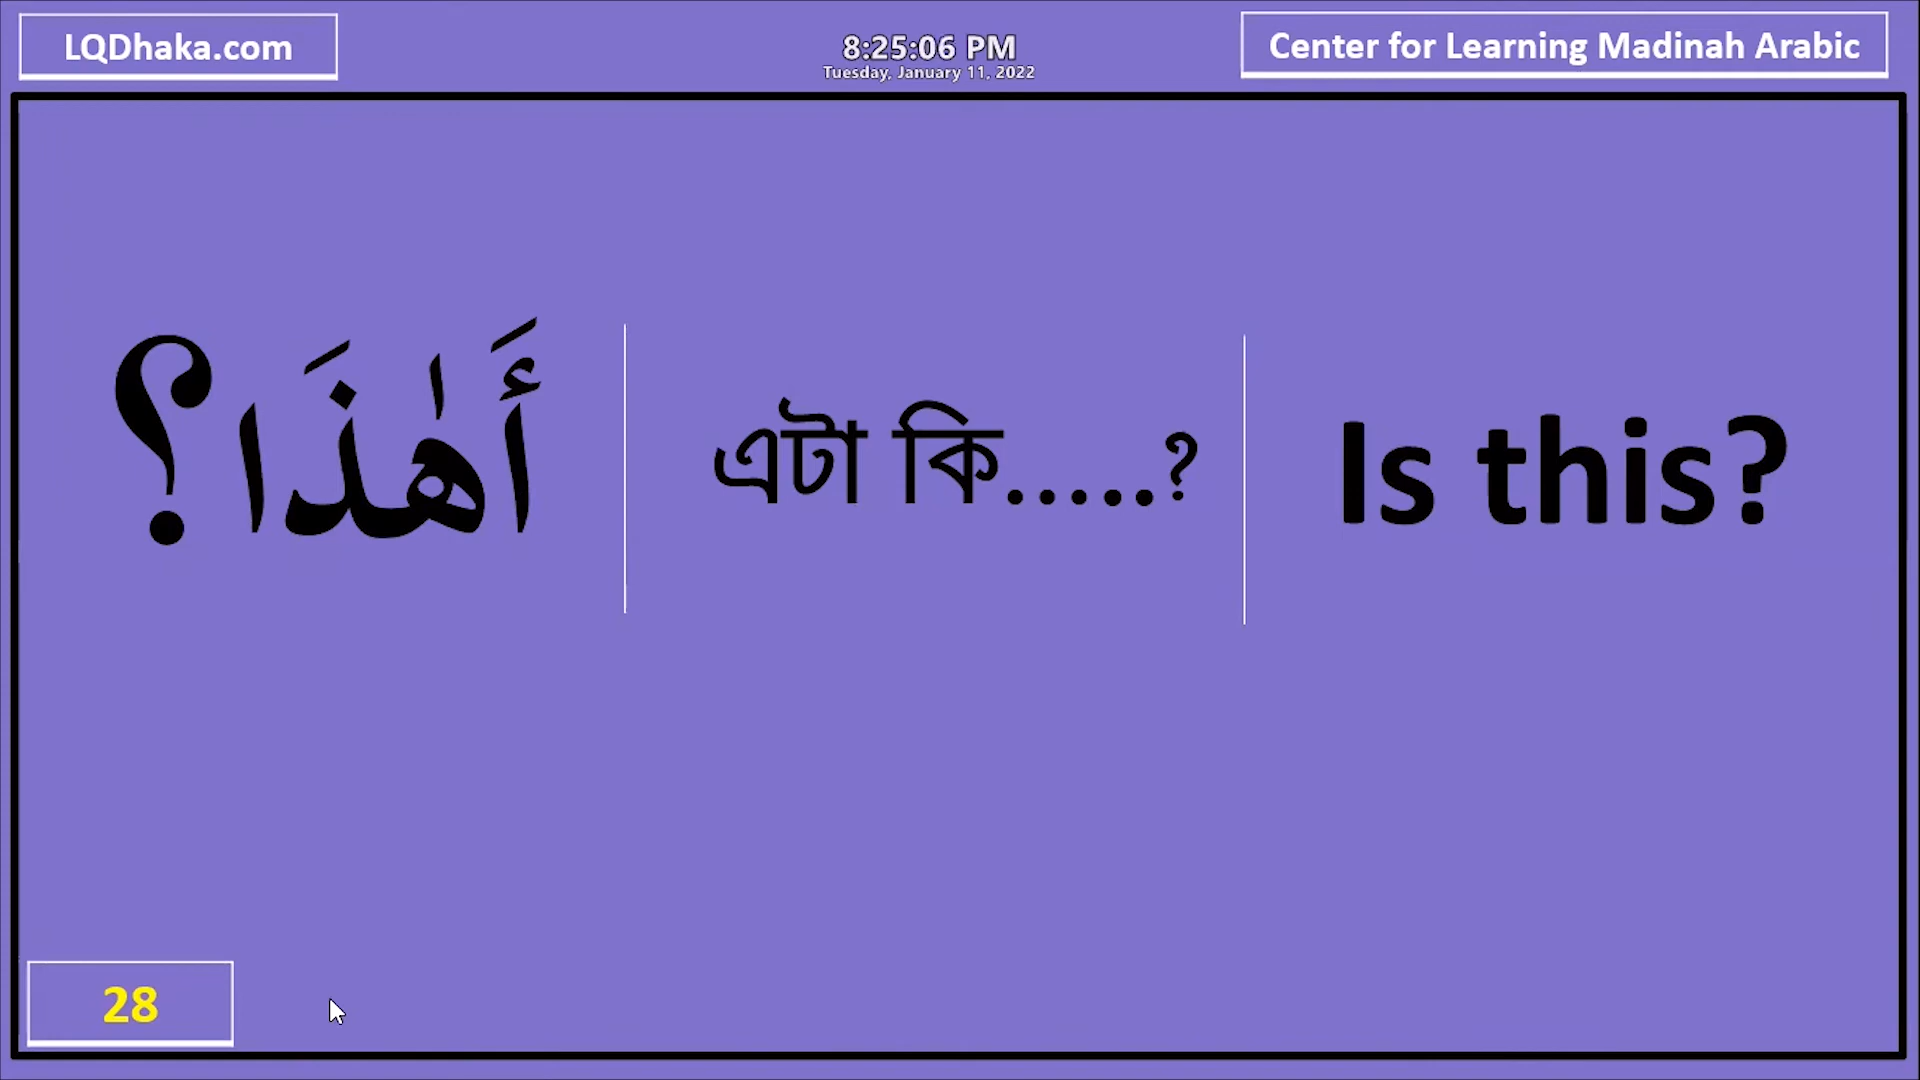 LQDhaka.com
8:25:06 PM
Tuesday, January 11, 2022
Center for Learning Madinah Arabic
أَهٰذَا؟
এটা কি.....?
Is this?
28